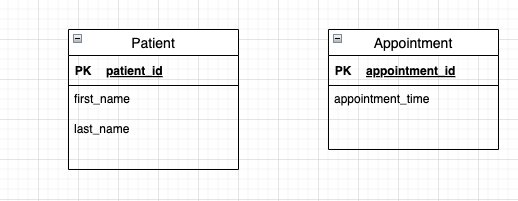 Patient
PK patient_id
first_name
last_name
Appointment
PK appointment_id
appointment_time